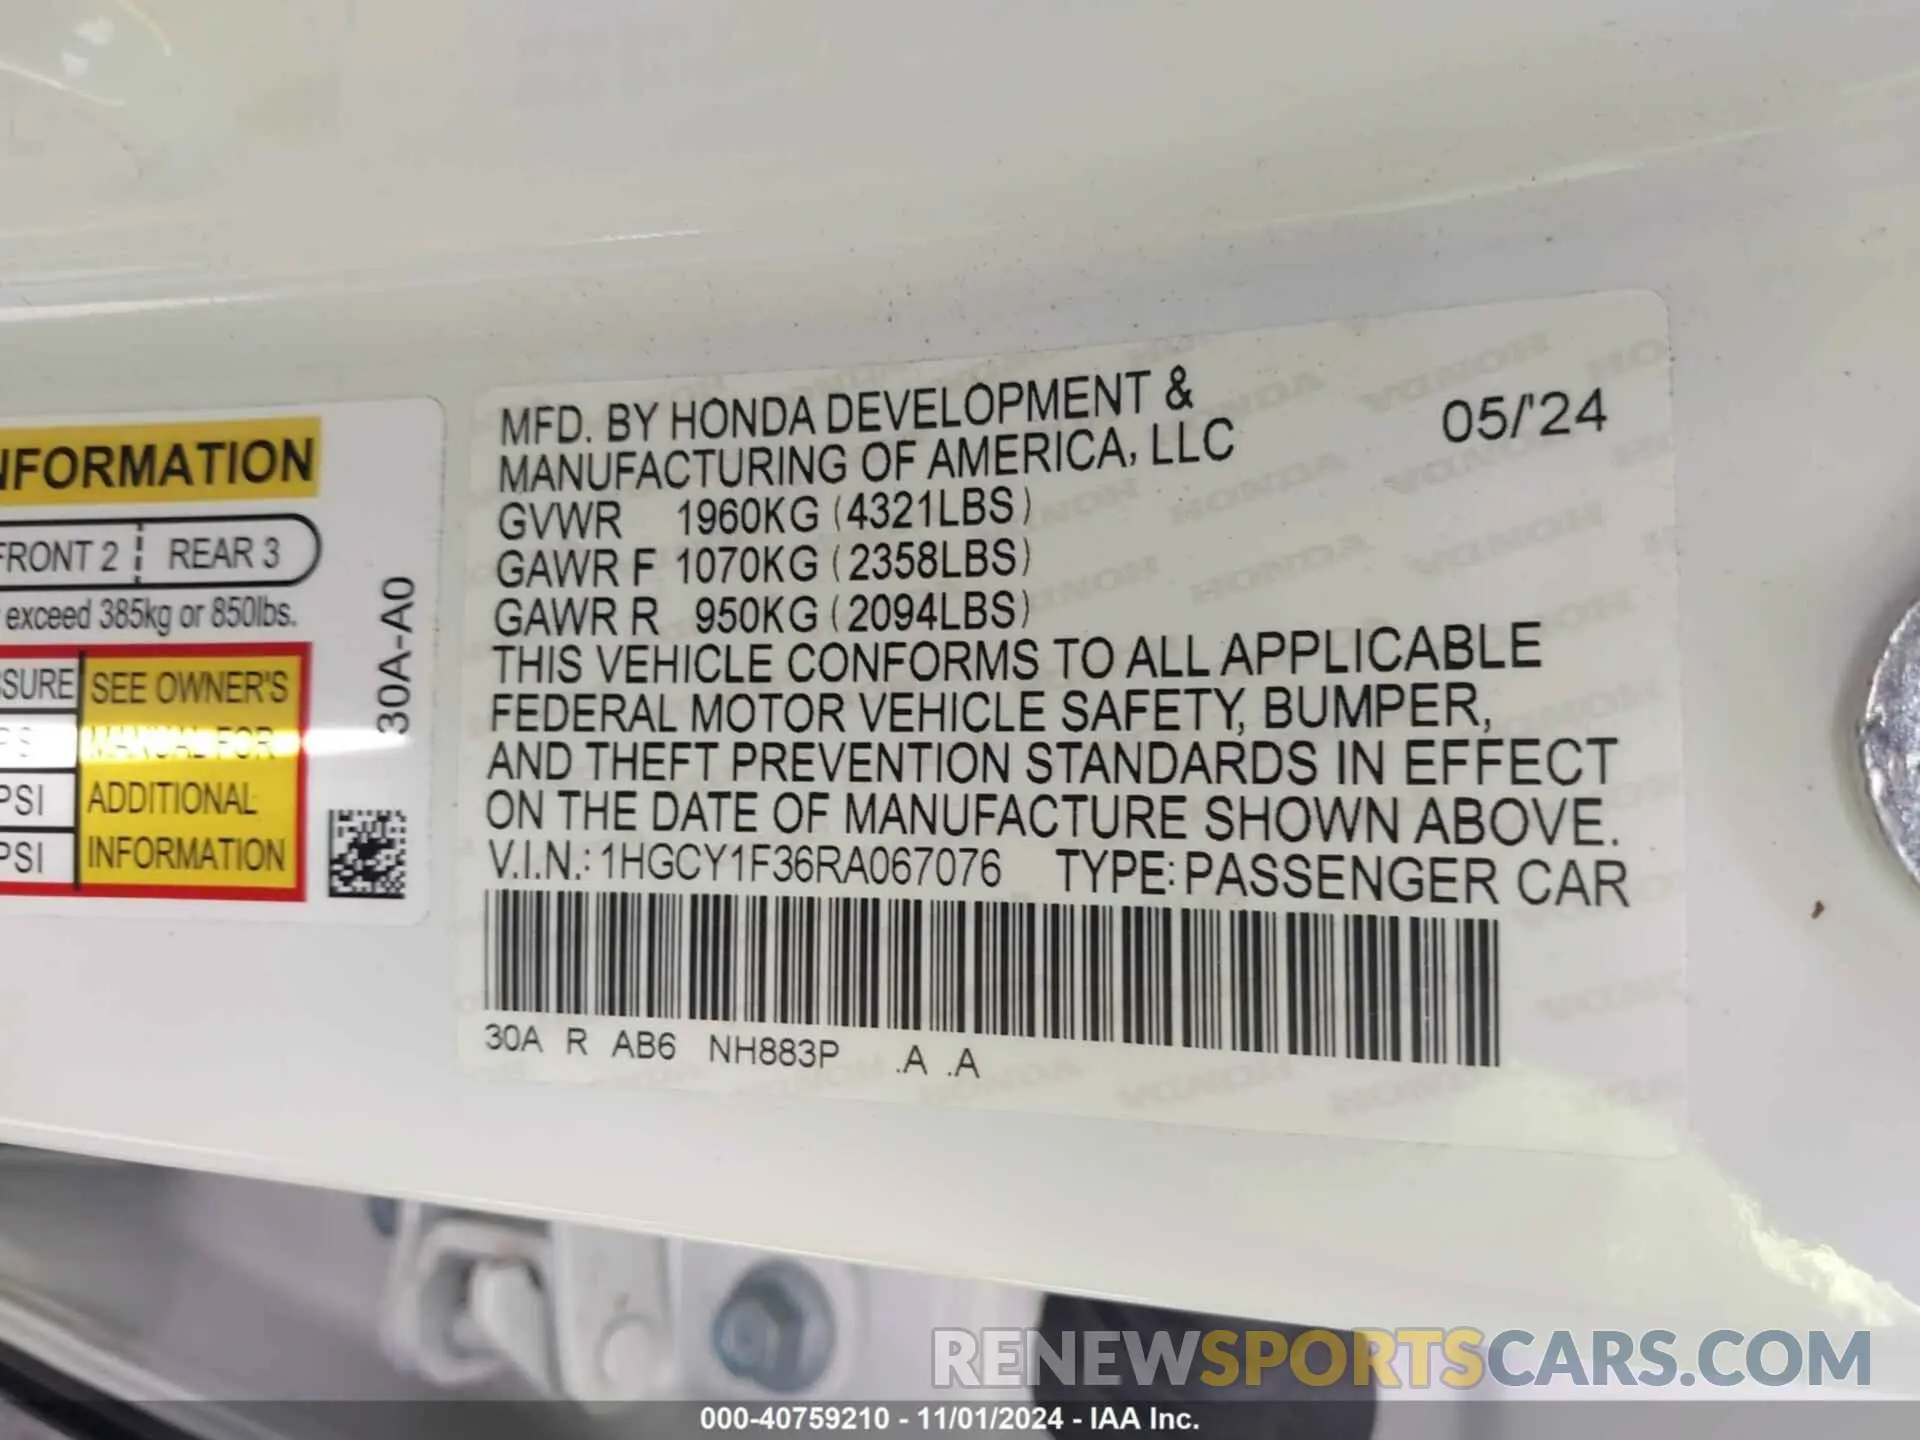 INFORMATION
FRONT 2 REAR 3
exceed 385kg or 850lbs.
SEE OWNER'S
MANUAL FOR
PSI ADDITIONAL
PSI INFORMATION
30A-A0
MFD. BY HONDA DEVELOPMENT &
MANUFACTURING OF AMERICA, LLC
05/'24
GVWR 1960KG (4321LBS)
GAWR F 1070KG (2358LBS)
GAWR R 950KG (2094LBS)
THIS VEHICLE CONFORMS TO ALL APPLICABLE
FEDERAL MOTOR VEHICLE SAFETY, BUMPER,
AND THEFT PREVENTION STANDARDS IN EFFECT
ON THE DATE OF MANUFACTURE SHOWN ABOVE.
V.I.N.: 1HGCY1F36RA067076 TYPE: PASSENGER CAR
30A R AB6 NH883P .A .A
RENEWSPORTSCARS.COM
000-40759210 - 11/01/2024 - IAA Inc.